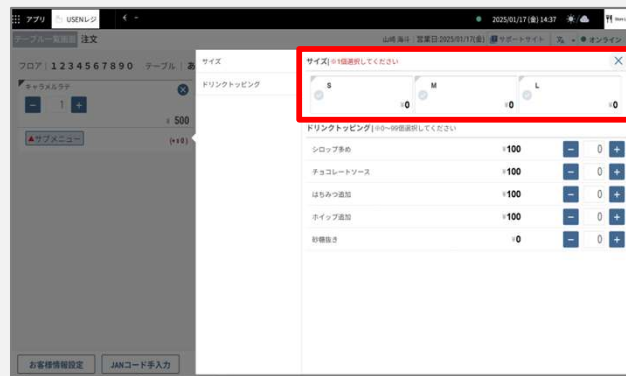 アプリ USENレジ
2025/01/17(金) 14:37
テーブル一覧画面 注文
山崎 海斗 営業日 2025/01/17(金) サポートサイト オンライン
フロア | 1234567890 テーブル | あ
キャラメルラテ
1
¥ 500
▲サブメニュー
(+¥0)
サイズ
ドリンクトッピング
サイズ | ※1個選択してください
S
¥0
M
¥0
L
¥0
ドリンクトッピング | ※0〜99個選択してください
シロップ多め ¥100 − 0 +
チョコレートソース ¥100 − 0 +
はちみつ追加 ¥100 − 0 +
ホイップ追加 ¥100 − 0 +
砂糖抜き ¥0 − 0 +
お客様情報設定 JANコード手入力